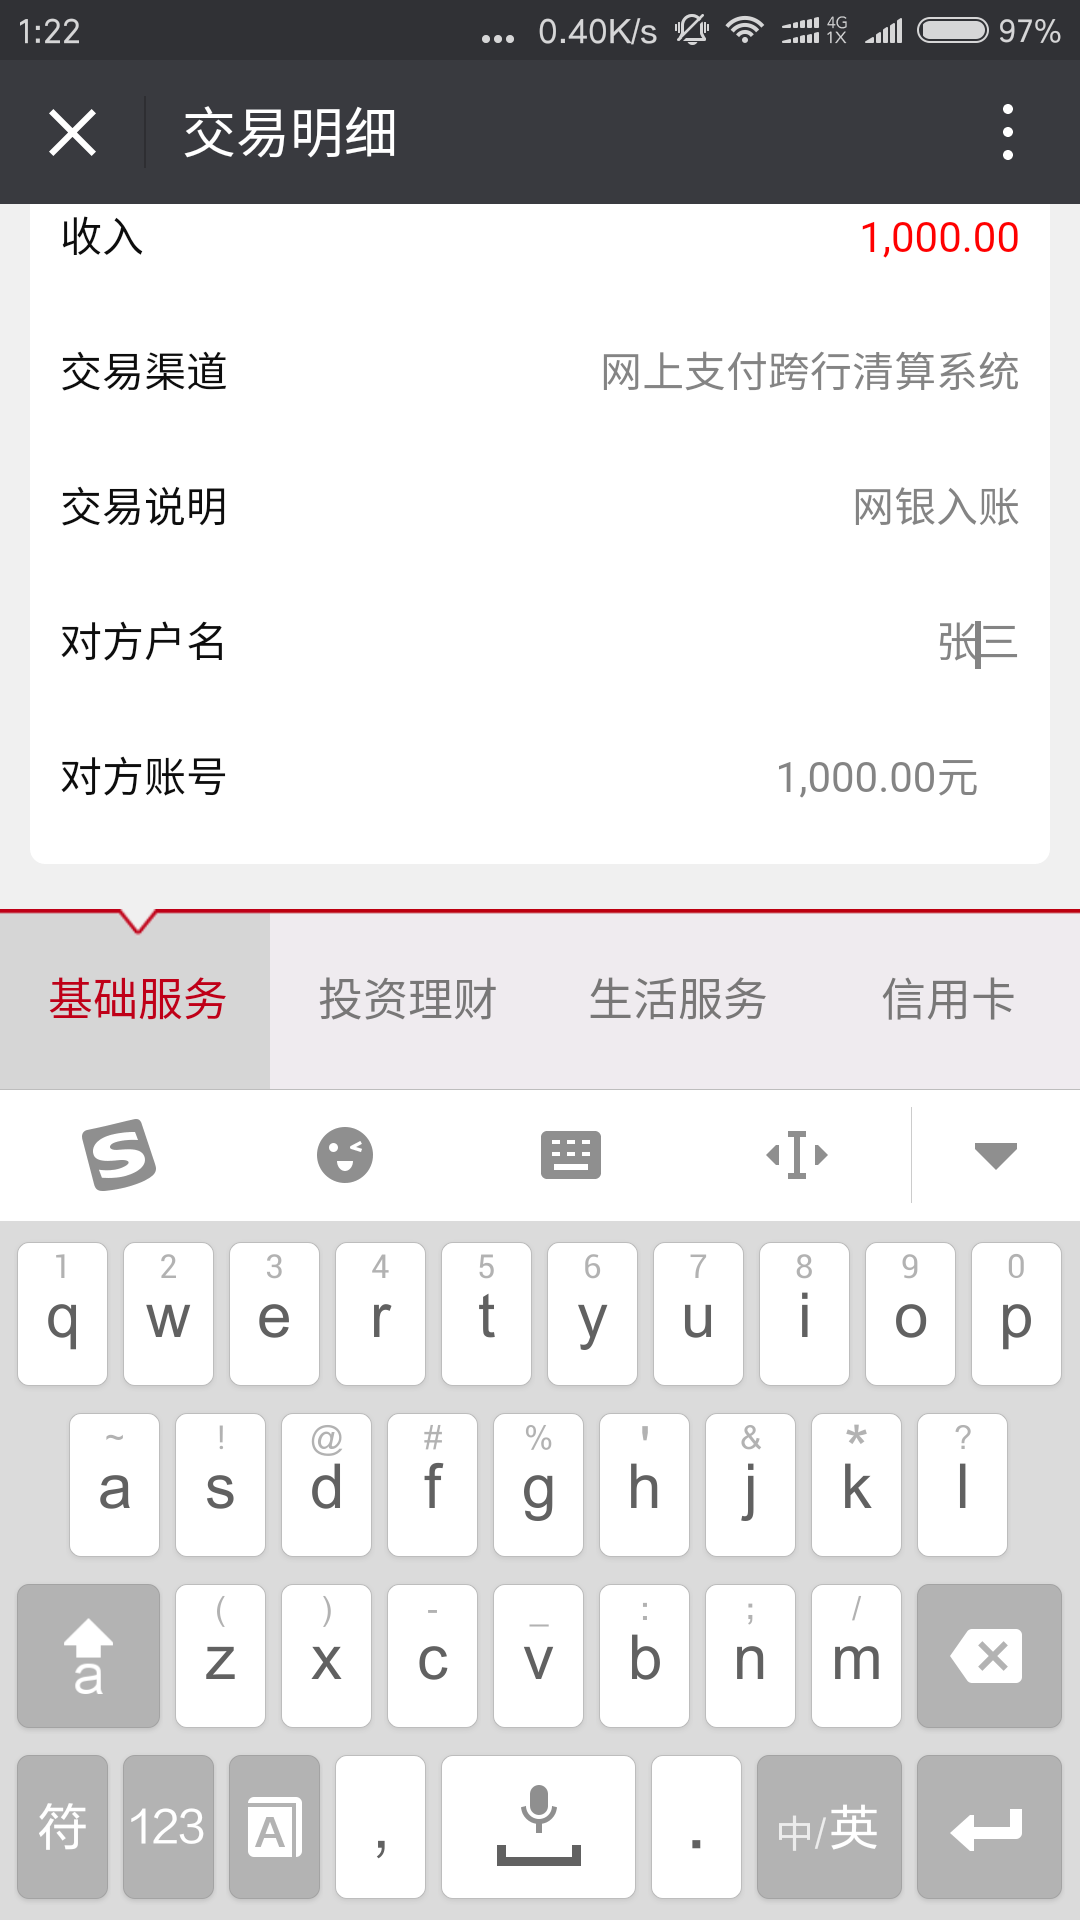 1:22 ... 0.40K/s 4G 1X 97%
交易明细
收入 1,000.00
交易渠道 网上支付跨行清算系统
交易说明 网银入账
对方户名 张三
对方账号 1,000.00元
基础服务 投资理财 生活服务 信用卡
1 2 3 4 5 6 7 8 9 0
q w e r t y u i o p
~ ! @ # % ' & * ?
a s d f g h j k l
( ) - _ : ; /
a z x c v b n m
符 123 A , . 中/英